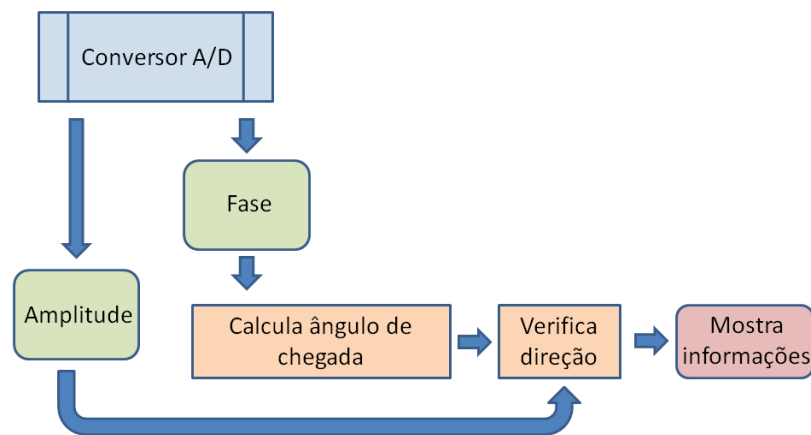 Conversor A/D
Fase
Amplitude
Calcula ângulo de
chegada
Verifica
direção
Mostra
informações